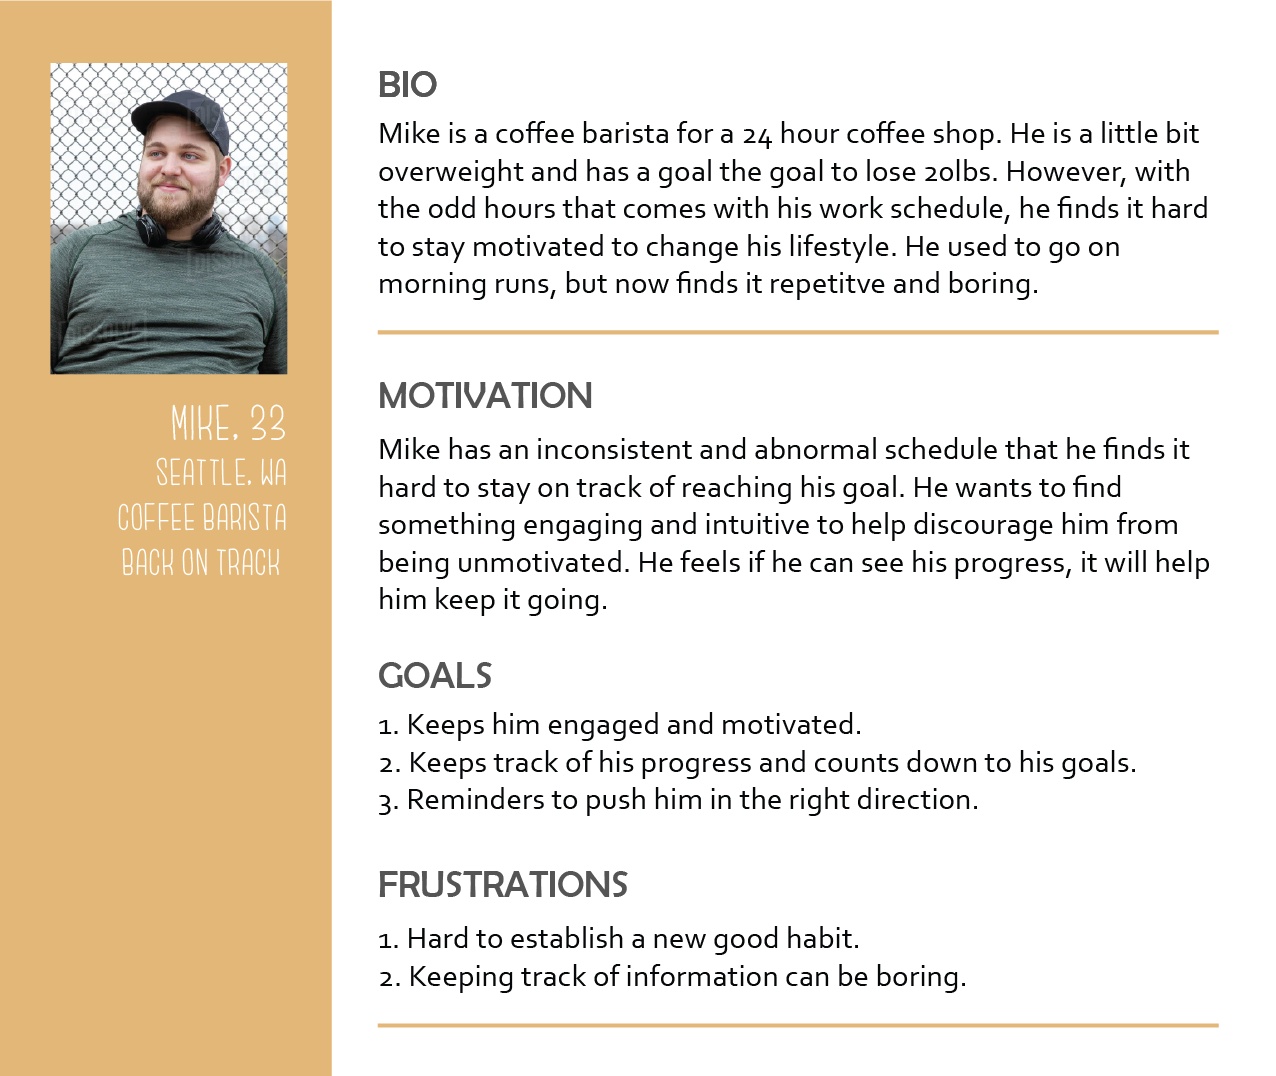 MIKE, 33
SEATTLE, WA
COFFEE BARISTA
BACK ON TRACK
BIO
Mike is a coffee barista for a 24 hour coffee shop. He is a little bit
overweight and has a goal the goal to lose 20lbs. However, with
the odd hours that comes with his work schedule, he finds it hard
to stay motivated to change his lifestyle. He used to go on
morning runs, but now finds it repetitve and boring.
MOTIVATION
Mike has an inconsistent and abnormal schedule that he finds it
hard to stay on track of reaching his goal. He wants to find
something engaging and intuitive to help discourage him from
being unmotivated. He feels if he can see his progress, it will help
him keep it going.
GOALS
1. Keeps him engaged and motivated.
2. Keeps track of his progress and counts down to his goals.
3. Reminders to push him in the right direction.
FRUSTRATIONS
1. Hard to establish a new good habit.
2. Keeping track of information can be boring.